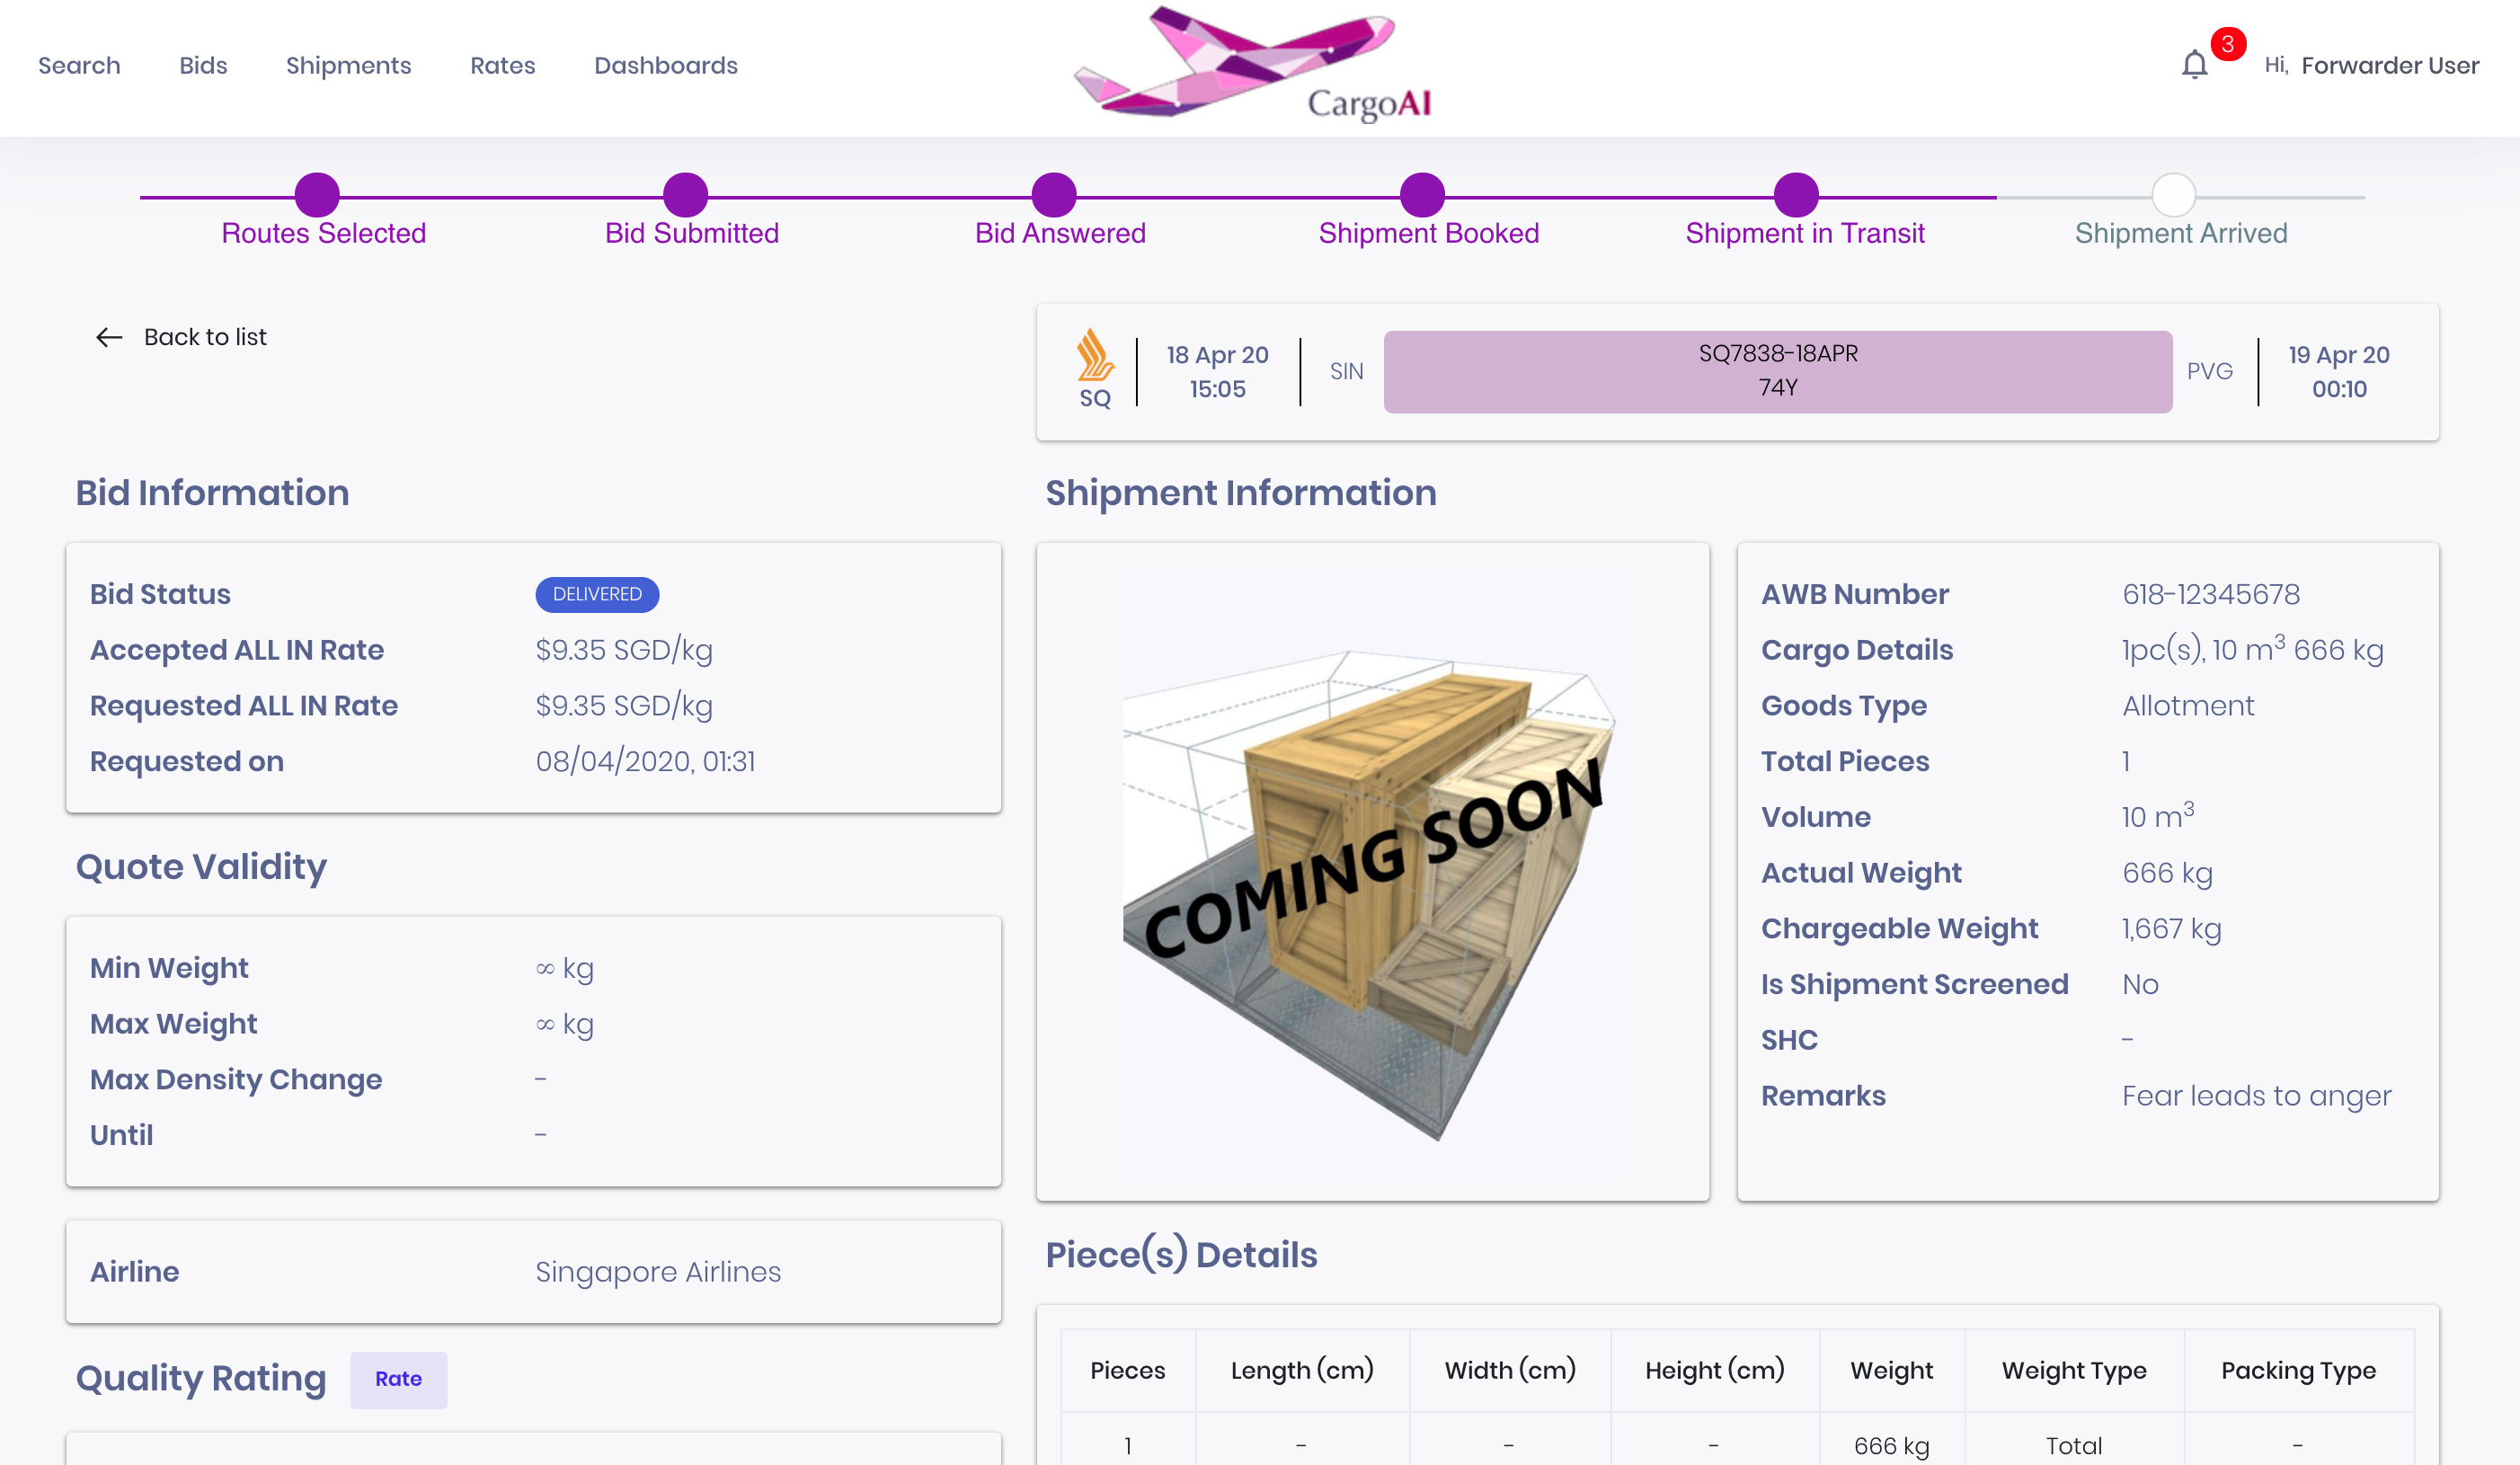 Search Bids Shipments Rates Dashboards
CargoAI
3
Hi, Forwarder User
Routes Selected
Bid Submitted
Bid Answered
Shipment Booked
Shipment in Transit
Shipment Arrived
← Back to list
SQ
18 Apr 20
15:05
SIN
SQ7838-18APR
74Y
PVG
19 Apr 20
00:10
Bid Information
Bid Status DELIVERED
Accepted ALL IN Rate $9.35 SGD/kg
Requested ALL IN Rate $9.35 SGD/kg
Requested on 08/04/2020, 01:31
Quote Validity
Min Weight ∞ kg
Max Weight ∞ kg
Max Density Change -
Until -
Airline Singapore Airlines
Quality Rating Rate
Shipment Information
COMING SOON
AWB Number 618-12345678
Cargo Details 1pc(s), 10 m³ 666 kg
Goods Type Allotment
Total Pieces 1
Volume 10 m³
Actual Weight 666 kg
Chargeable Weight 1,667 kg
Is Shipment Screened No
SHC -
Remarks Fear leads to anger
Piece(s) Details
Pieces Length (cm) Width (cm) Height (cm) Weight Weight Type Packing Type
1 - - - 666 kg Total -